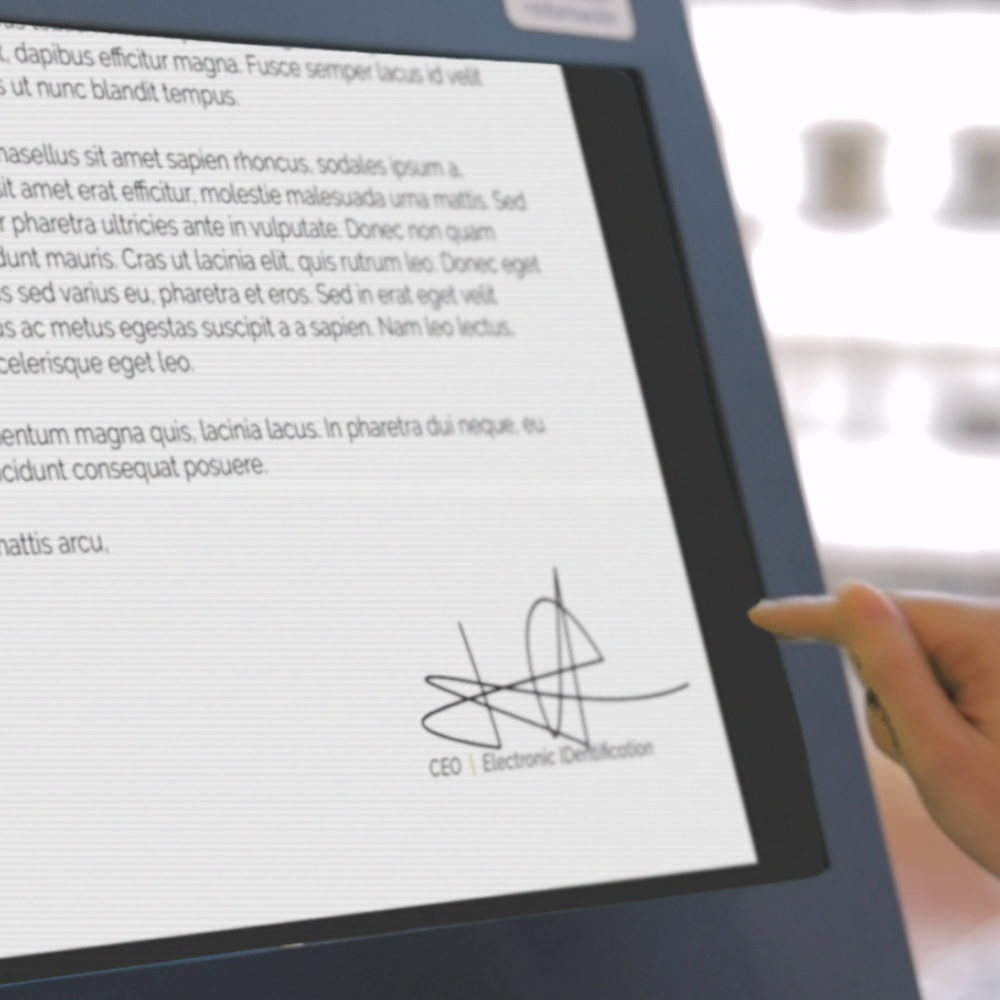 dapibus efficitur magna. Fusce semper lacus id velit
ut nunc blandit tempus.
sit amet sapien rhoncus, sodales ipsum a,
sit amet erat efficitur, molestie malesuada urna mattis. Sed
pharetra ultricies ante in vulputate. Donec non quam
mauris. Cras ut lacinia elit, quis rutrum leo. Donec eget
sed varius eu, pharetra et eros. Sed in erat eget velit
ac metus egestas suscipit a a sapien. Nam leo lectus,
celerisque eget leo.
entum magna quis, lacinia lacus. In pharetra dui neque, eu
cidunt consequat posuere.
mattis arcu,
CEO | Electronic IDentification